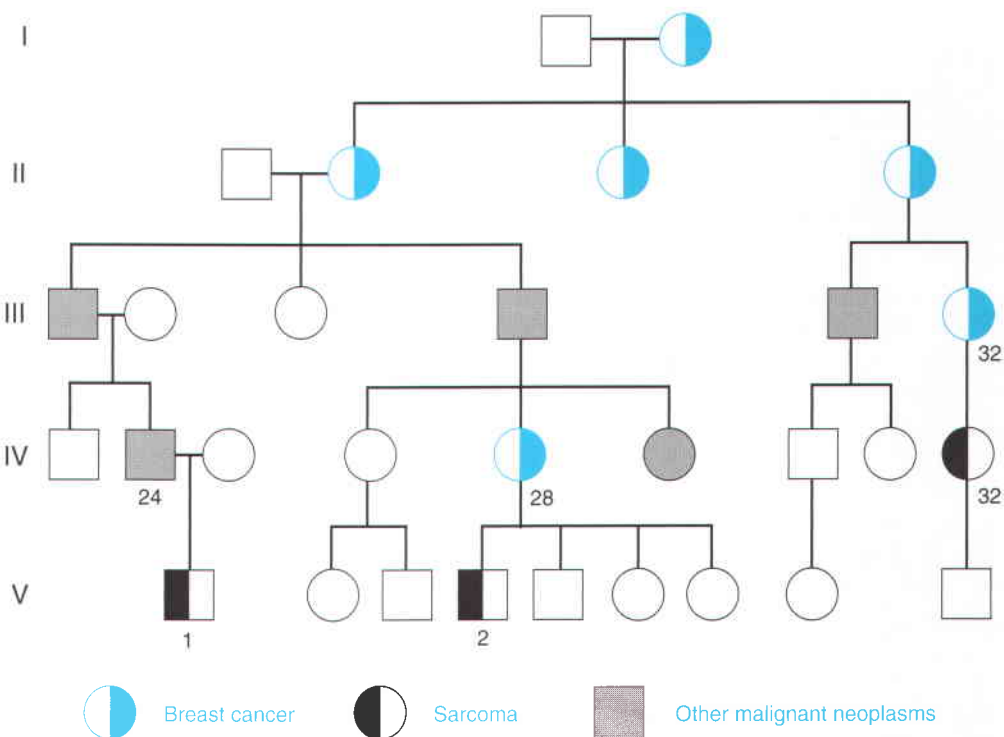 I
II
III
32
IV
24
28
32
V
1
2
Breast cancer
Sarcoma
Other malignant neoplasms